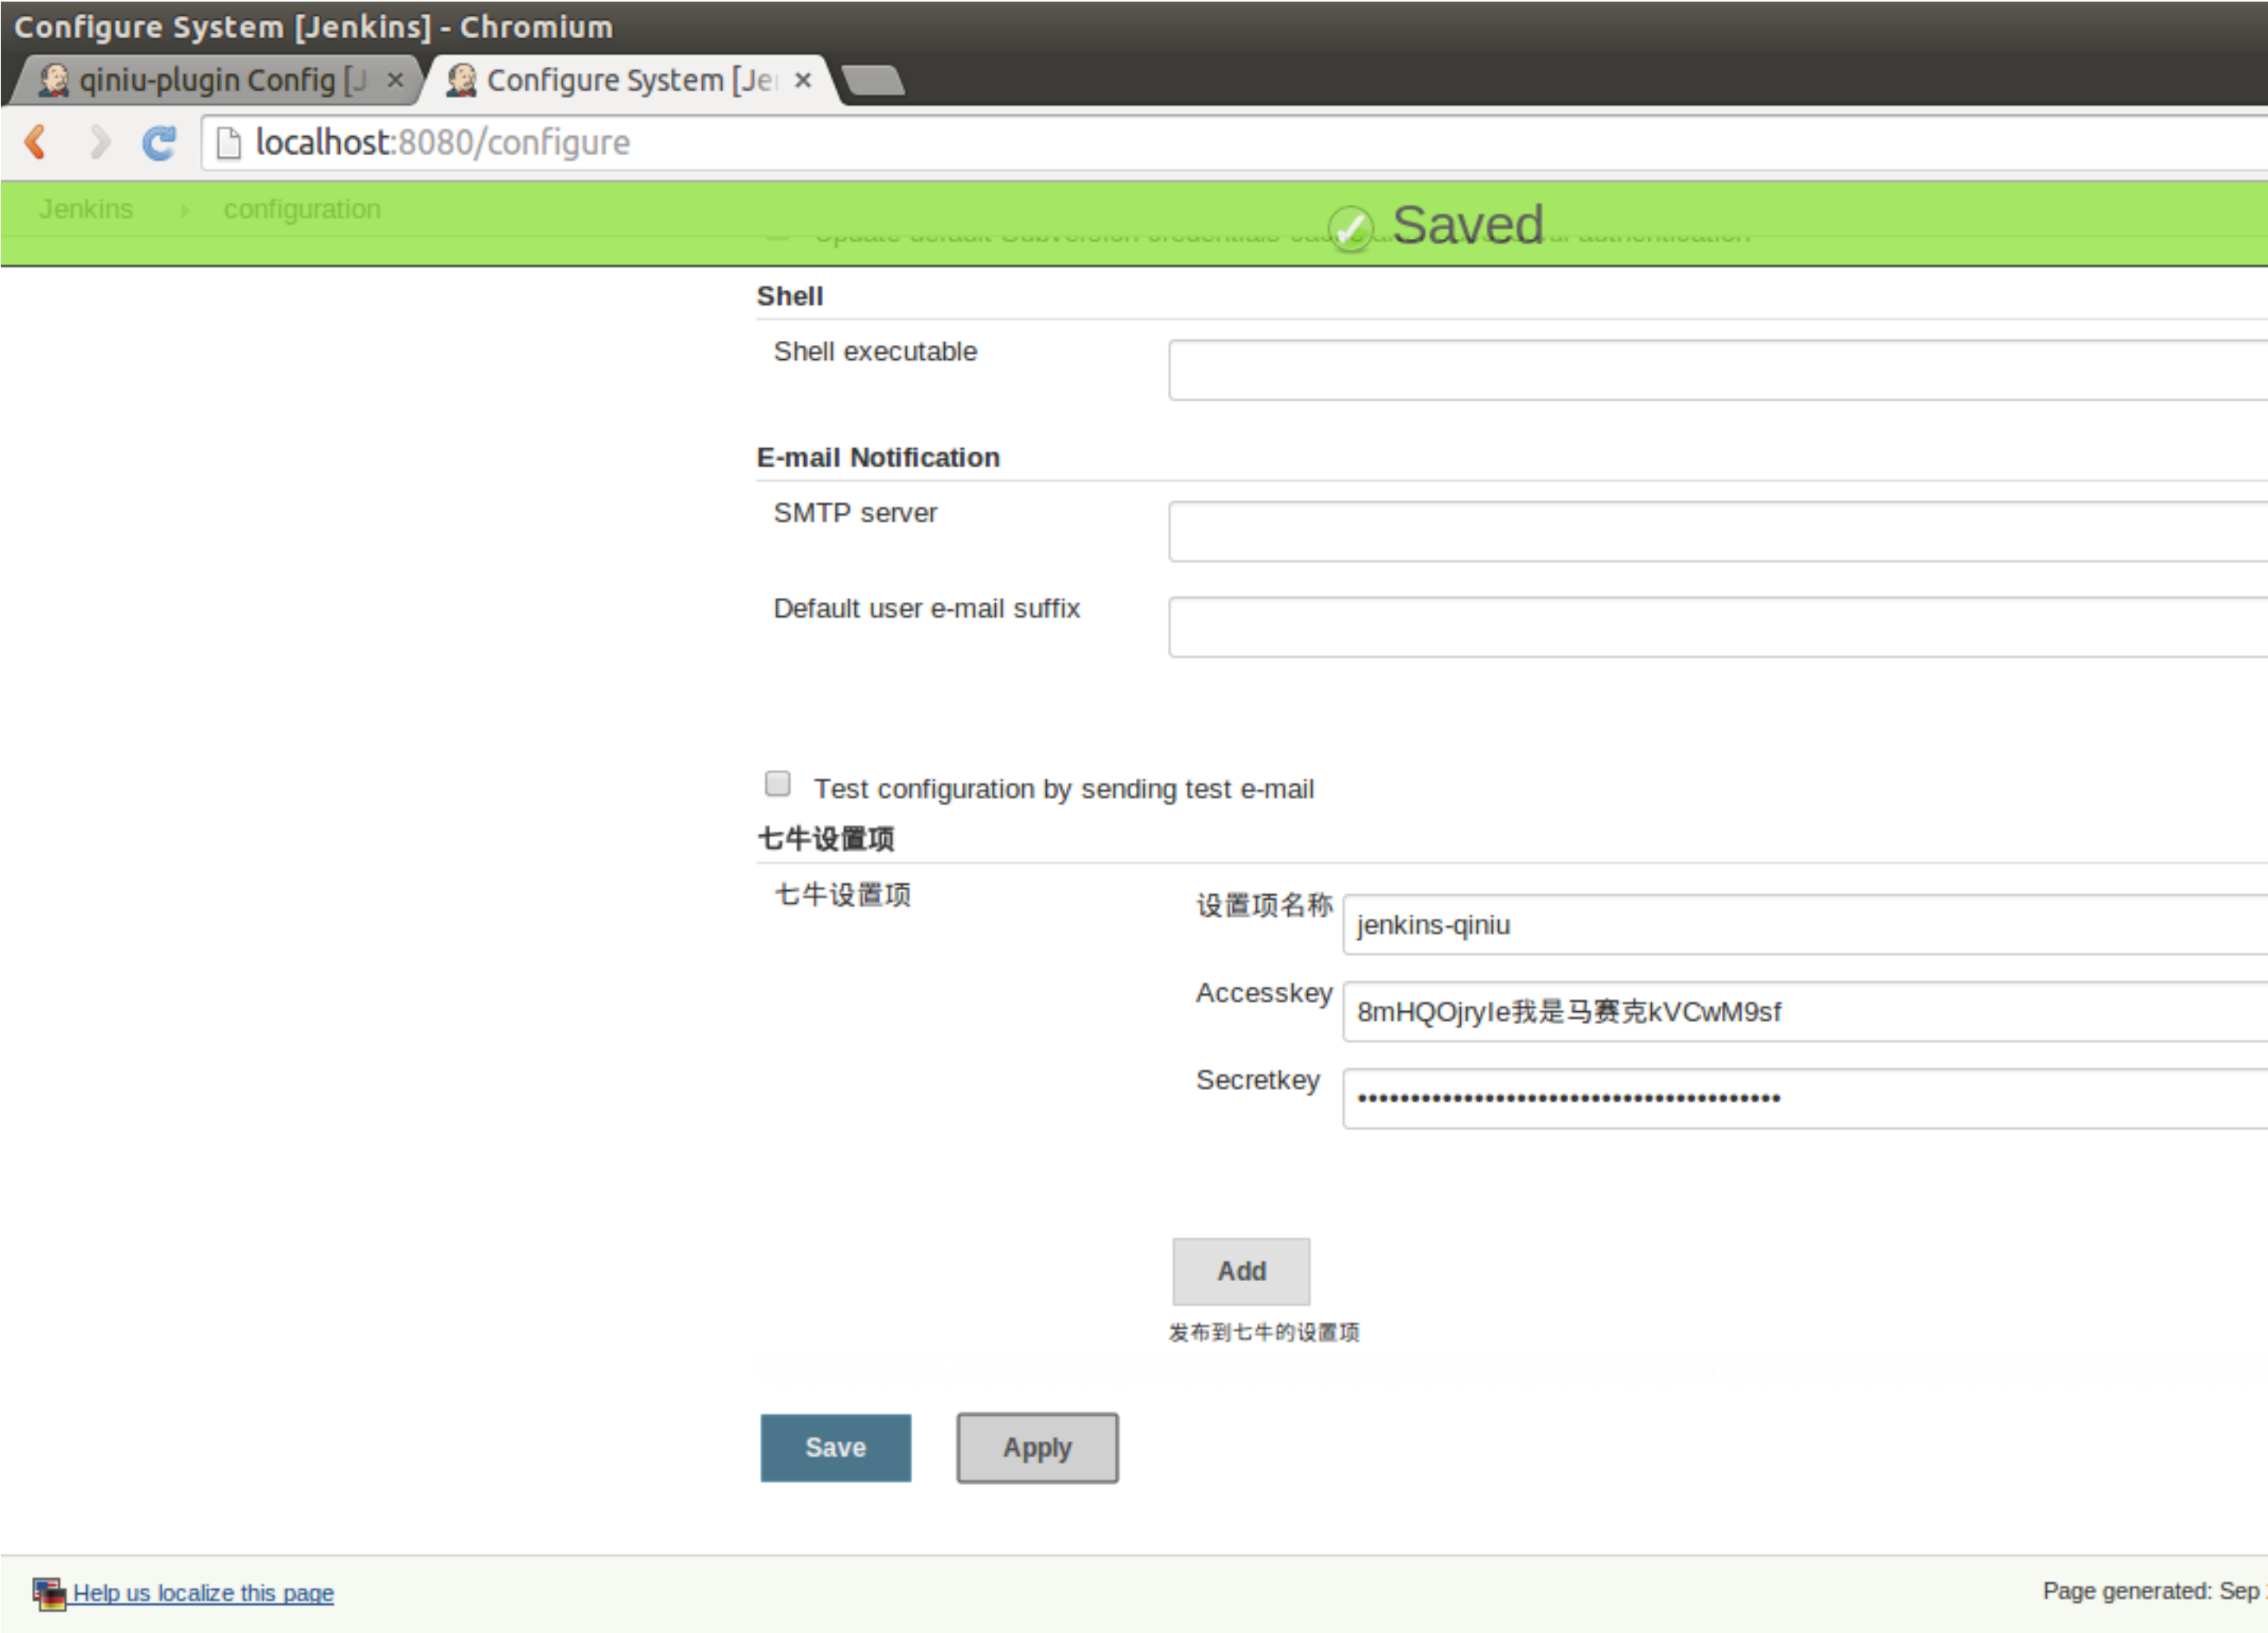 Configure System [Jenkins] - Chromium
qiniu-plugin Config [J
Configure System [Je
localhost:8080/configure
Jenkins
configuration
Saved
Update default Subversion credentials
Shell
Shell executable
E-mail Notification
SMTP server
Default user e-mail suffix
Test configuration by sending test e-mail
七牛设置项
七牛设置项
设置项名称
jenkins-qiniu
Accesskey
8mHQOjryIe我是马赛克kVCwM9sf
Secretkey
••••••••••••••••••••••••••••••••••••••••
Add
发布到七牛的设置项
Save
Apply
Help us localize this page
Page generated: Sep